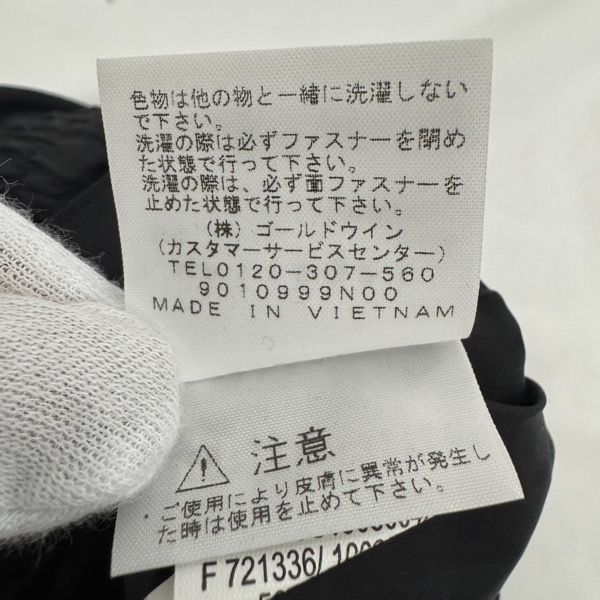 色物は他の物と一緒に洗濯しない
で下さい。
洗濯の際は必ずファスナーを閉め
た状態で行って下さい。
洗濯の際は、必ず面ファスナーを
止めた状態で行って下さい。
(株)ゴールドウイン
(カスタマーサービスセンター)
TEL0120-307-560
9010999N00
MADE IN VIETNAM
注意
・ご使用により皮膚に異常が発生し
た時は使用を止めて下さい。
F 721336/